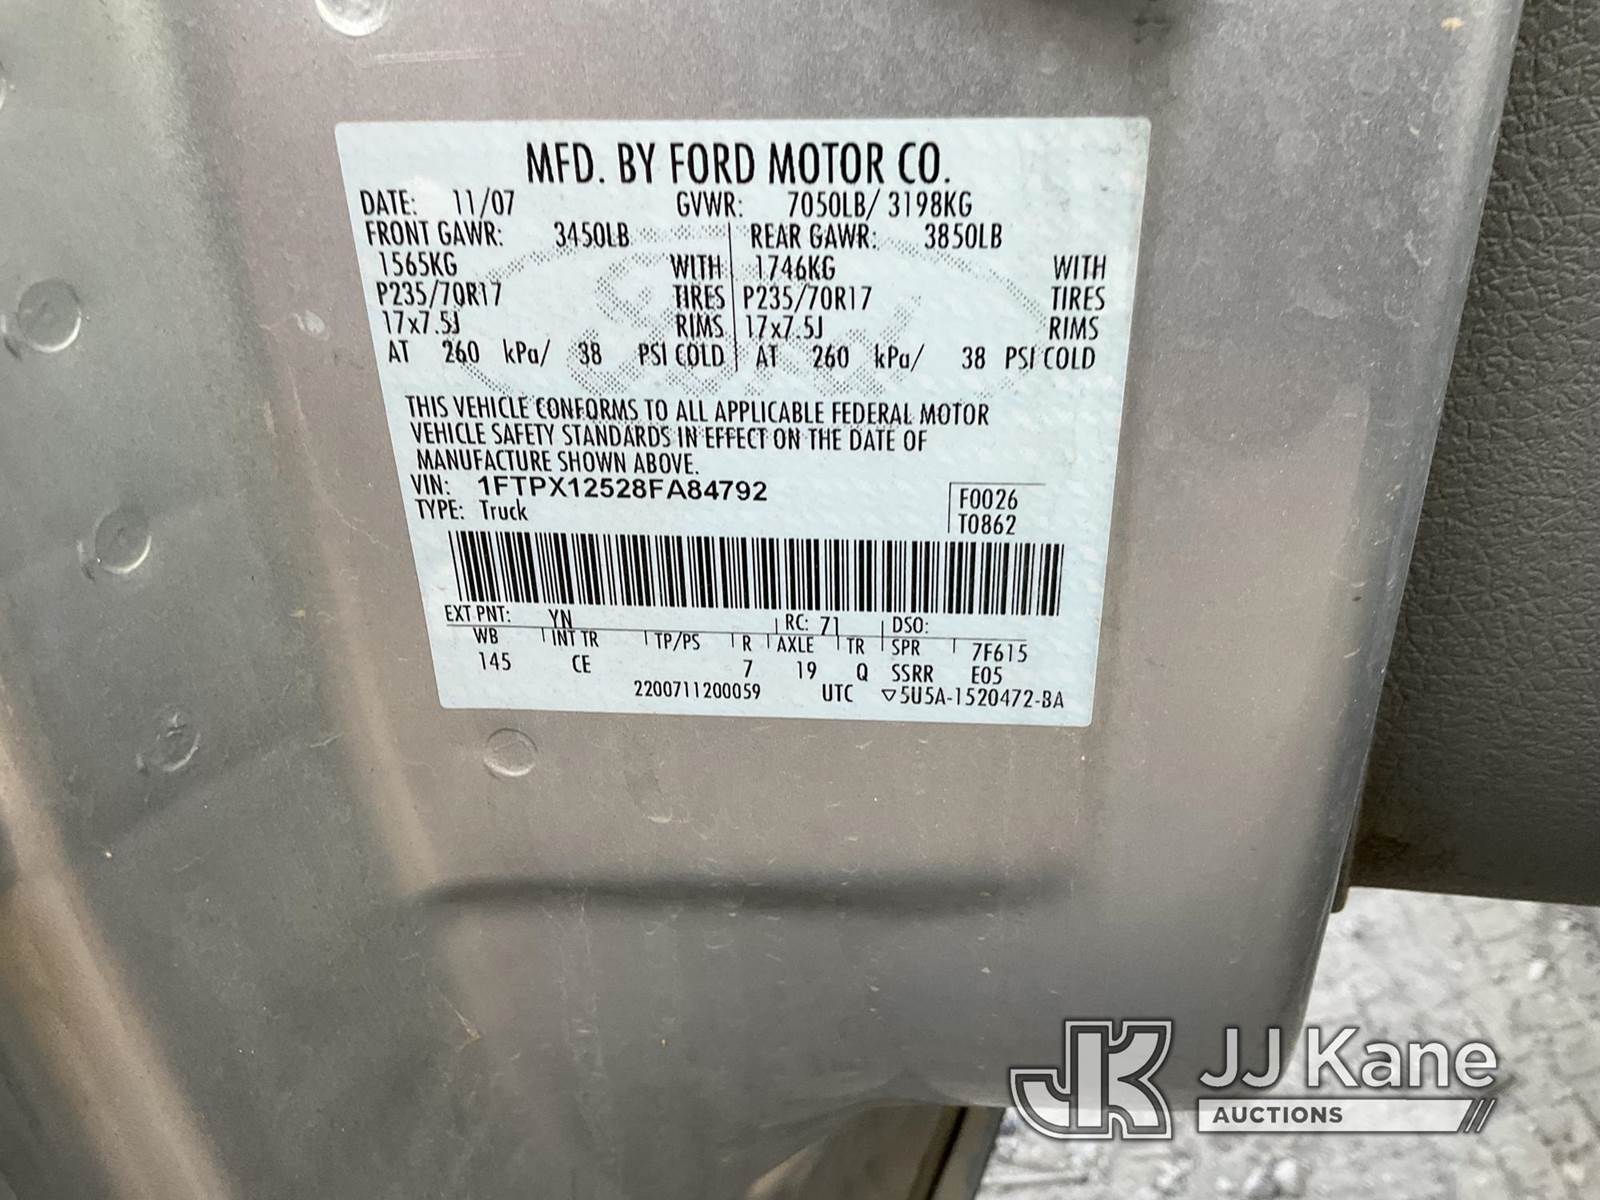 MFD. BY FORD MOTOR CO.
DATE: 11/07 GVWR: 7050LB/ 3198KG
FRONT GAWR: 3450LB REAR GAWR: 3850LB
1565KG WITH 1746KG WITH
P235/70R17 TIRES P235/70R17 TIRES
17x7.5J RIMS 17x7.5J RIMS
AT 260 kPa/ 38 PSI COLD AT 260 kPa/ 38 PSI COLD
THIS VEHICLE CONFORMS TO ALL APPLICABLE FEDERAL MOTOR
VEHICLE SAFETY STANDARDS IN EFFECT ON THE DATE OF
MANUFACTURE SHOWN ABOVE.
VIN: 1FTPX12528FA84792
F0026
TYPE: Truck
T0862
EXT PNT: YN RC: 71 DSO:
WB INT TR TP/PS R AXLE TR SPR 7F615
145 CE 7 19 Q SSRR E05
2200711200059 UTC ▽5U5A-1520472-BA
JK JJ Kane
AUCTIONS